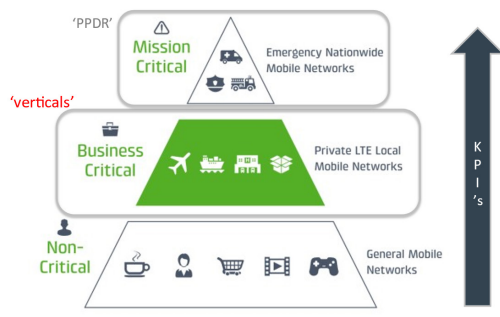 ‘PPDR’
Mission
Critical
Emergency Nationwide
Mobile Networks
‘verticals’
Business
Critical
Private LTE Local
Mobile Networks
Non-
Critical
General Mobile
Networks
K
P
I
’s